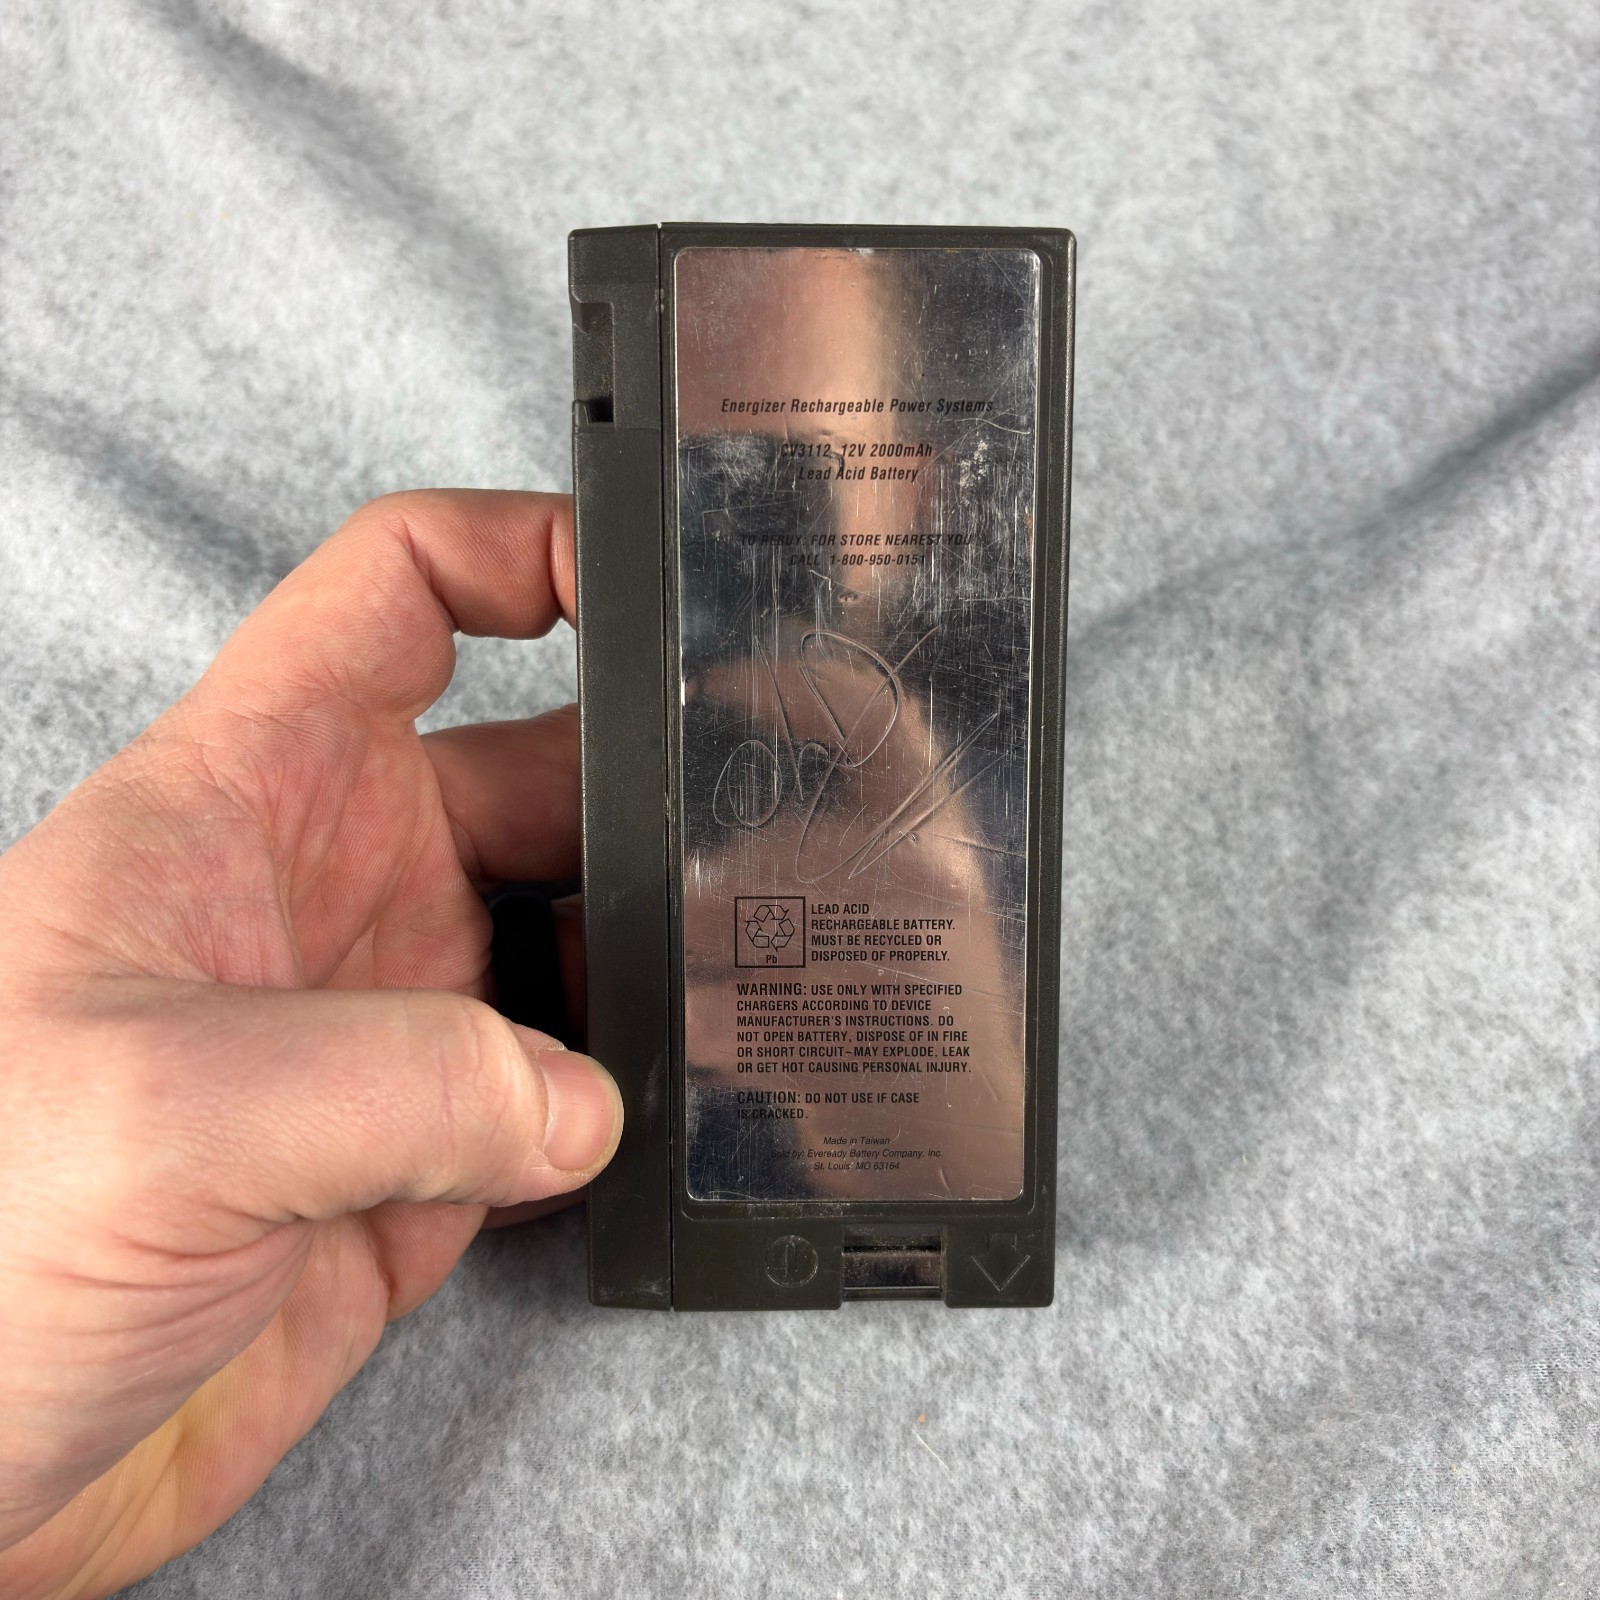 Energizer Rechargeable Power Systems
CV3112 12V 2000mAh
Lead Acid Battery
TO REBUY: FOR STORE NEAREST YOU
CALL 1-800-950-0151
LEAD ACID
RECHARGEABLE BATTERY.
MUST BE RECYCLED OR
DISPOSED OF PROPERLY.
Pb
WARNING: USE ONLY WITH SPECIFIED
CHARGERS ACCORDING TO DEVICE
MANUFACTURER'S INSTRUCTIONS. DO
NOT OPEN BATTERY, DISPOSE OF IN FIRE
OR SHORT CIRCUIT-MAY EXPLODE, LEAK
OR GET HOT CAUSING PERSONAL INJURY.
CAUTION: DO NOT USE IF CASE
IS CRACKED.
Made in Taiwan
Sold by: Eveready Battery Company, Inc.
St. Louis, MO 63164